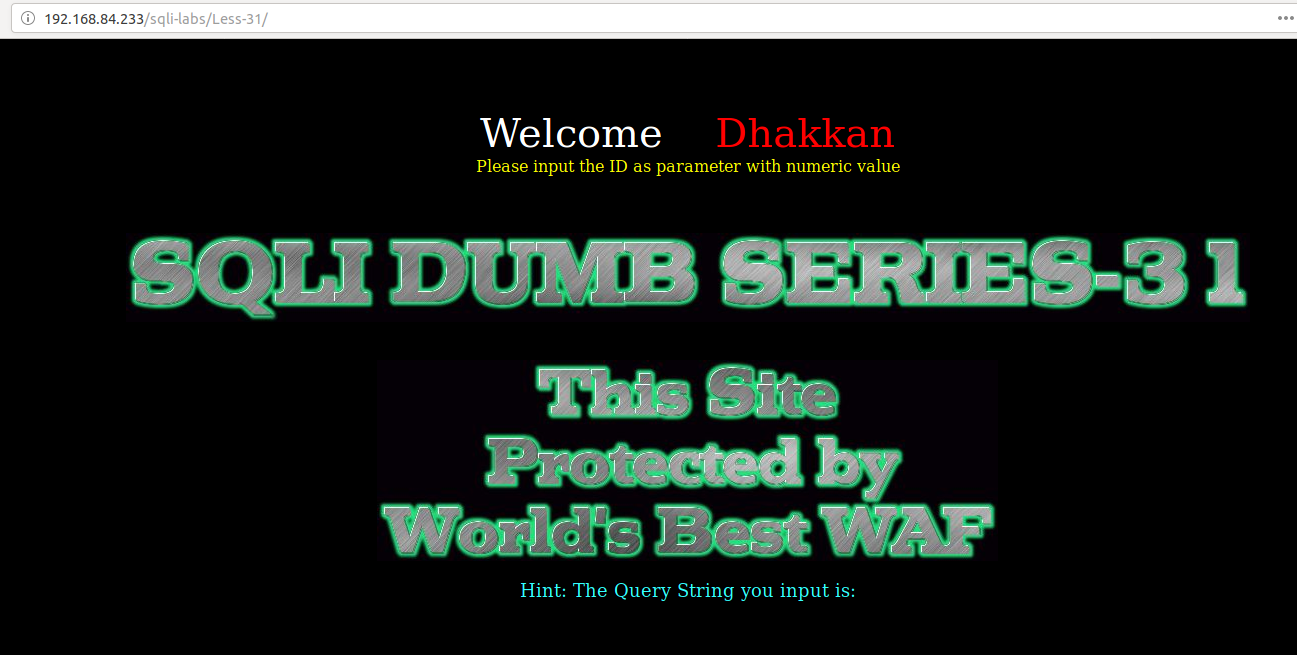 192.168.84.233/sqli-labs/Less-31/
Welcome Dhakkan
Please input the ID as parameter with numeric value
SQLI DUMB SERIES-3 1
This Site
Protected by
World's Best WAF
Hint: The Query String you input is: